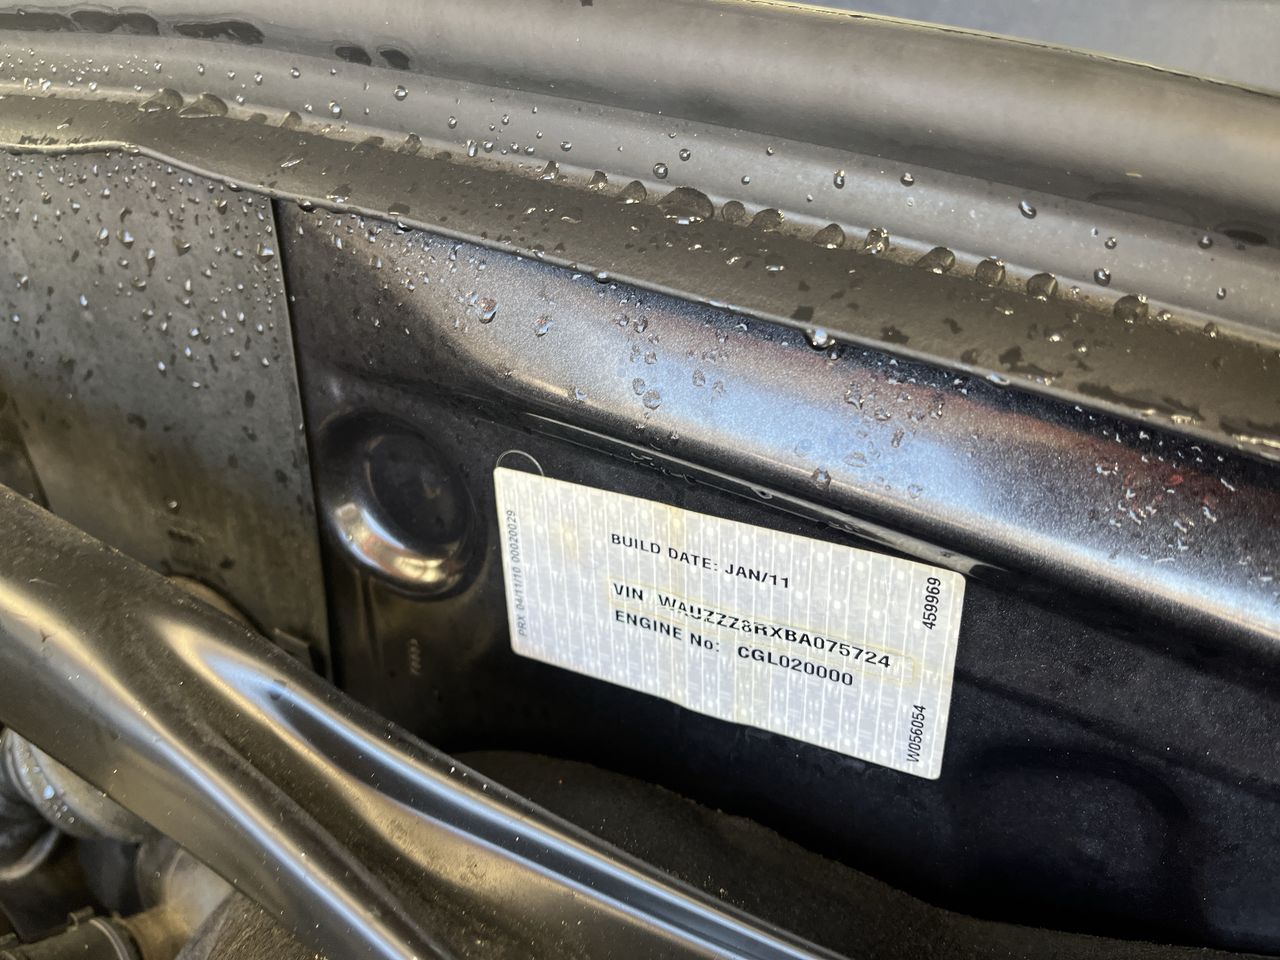 PRX 04/11/10 00020029
BUILD DATE: JAN/11
VIN WAUZZZ8RXBA075724
ENGINE No: CGL020000
459969
W056054